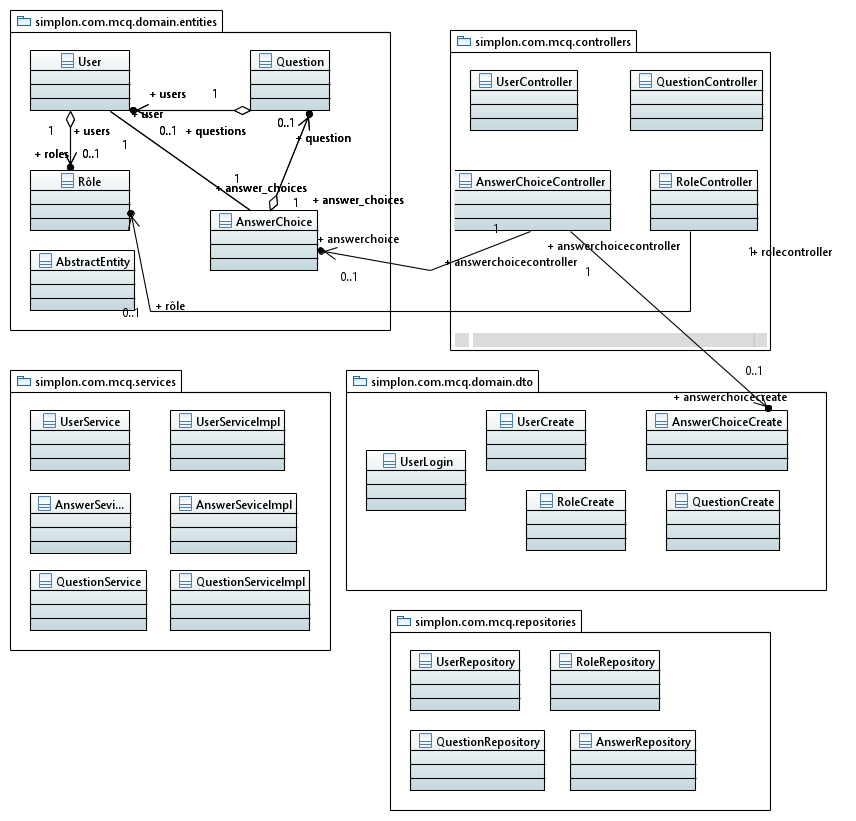 simplon.com.mcq.domain.entities
User
Question
+ users
1
+ user
0..1
+ questions
0..1
+ question
1
+ users
1
+ roles
0..1
Rôle
1
+ answer_choices
1
+ answer_choices
AnswerChoice
+ answerchoice
0..1
AbstractEntity
0..1
+ rôle
simplon.com.mcq.controllers
UserController
QuestionController
AnswerChoiceController
RoleController
1
+ answerchoicecontroller
+ answerchoicecontroller
1
1
+ rolecontroller
0..1
+ answerchoicecreate
simplon.com.mcq.services
UserService
UserServiceImpl
AnswerSevi...
AnswerSeviceImpl
QuestionService
QuestionServiceImpl
simplon.com.mcq.domain.dto
UserCreate
AnswerChoiceCreate
UserLogin
RoleCreate
QuestionCreate
simplon.com.mcq.repositories
UserRepository
RoleRepository
QuestionRepository
AnswerRepository